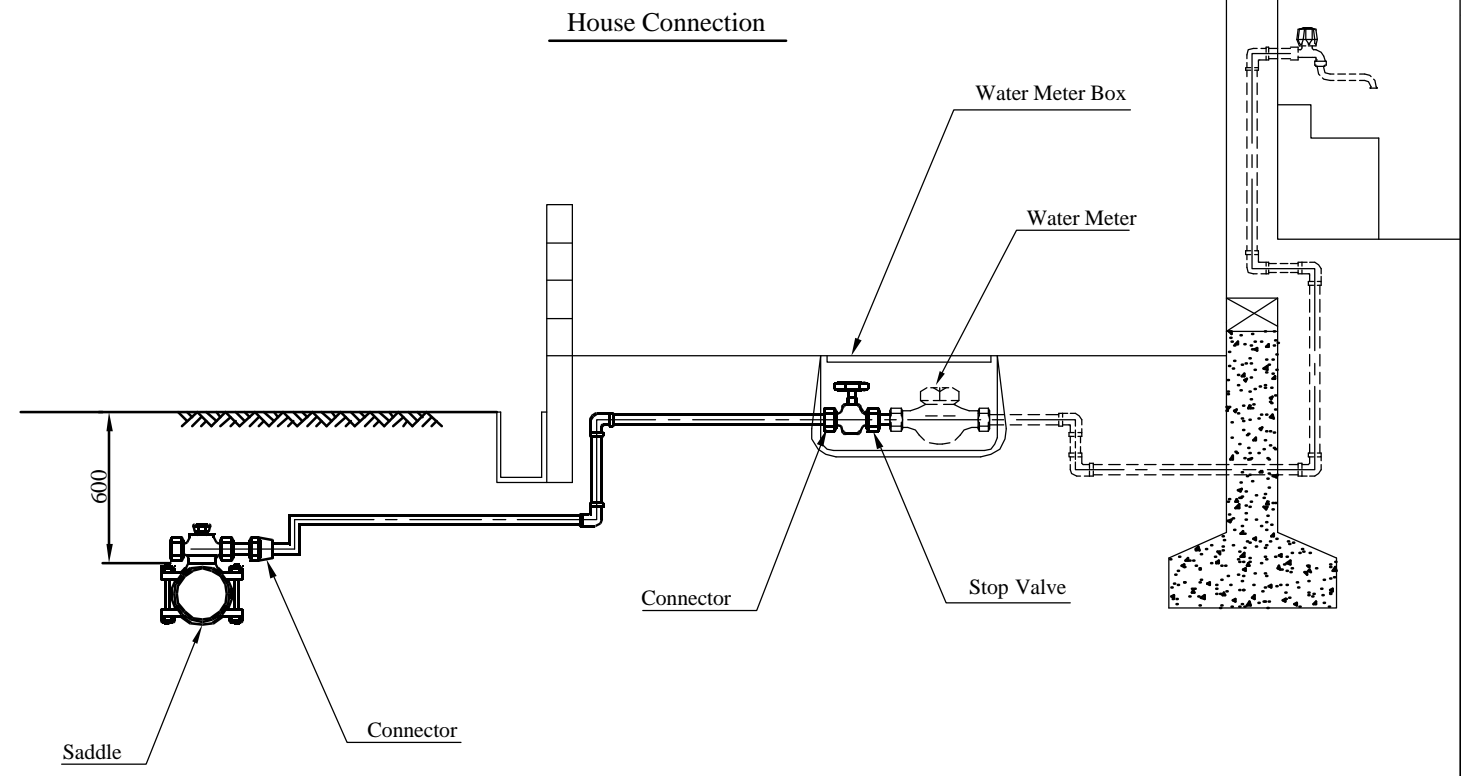 House Connection
Water Meter Box
Water Meter
600
Connector
Stop Valve
Connector
Saddle